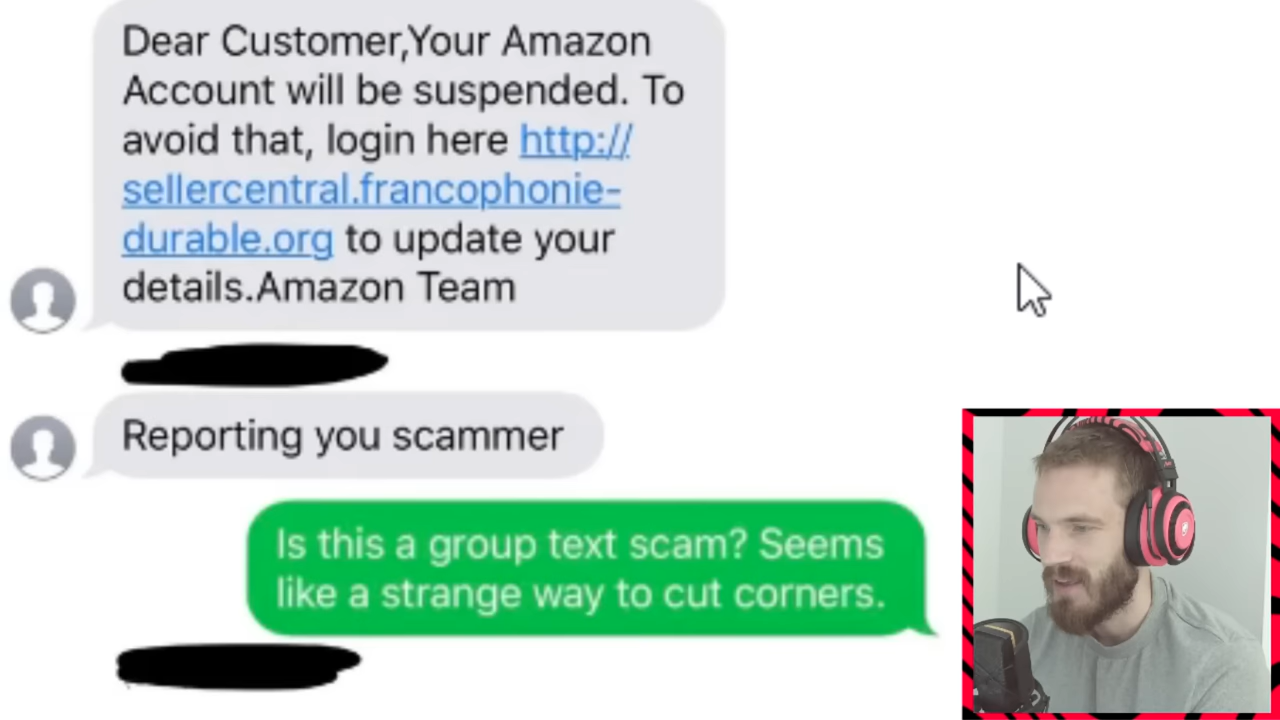 Dear Customer,Your Amazon
Account will be suspended. To
avoid that, login here http://
sellercentral.francophonie-
durable.org to update your
details.Amazon Team
Reporting you scammer
Is this a group text scam? Seems
like a strange way to cut corners.